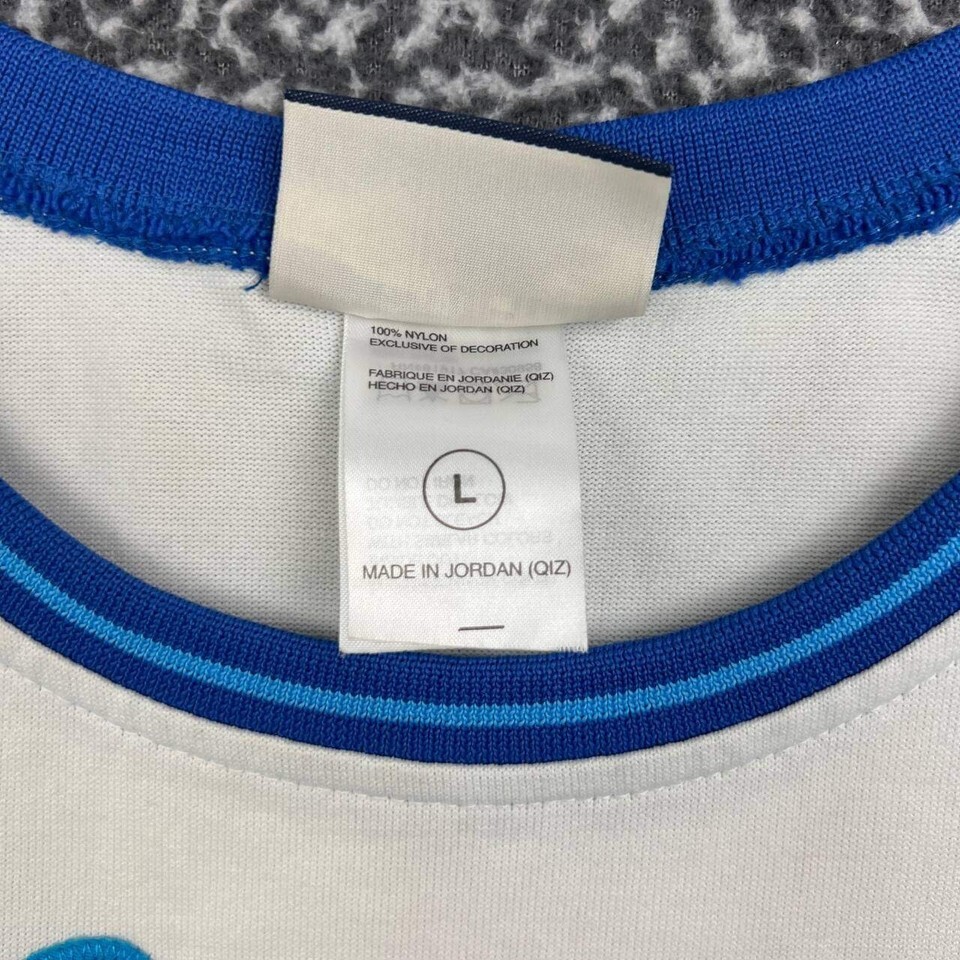 100% NYLON
EXCLUSIVE OF DECORATION
FABRIQUE EN JORDANIE (QIZ)
HECHO EN JORDAN (QIZ)
L
MADE IN JORDAN (QIZ)